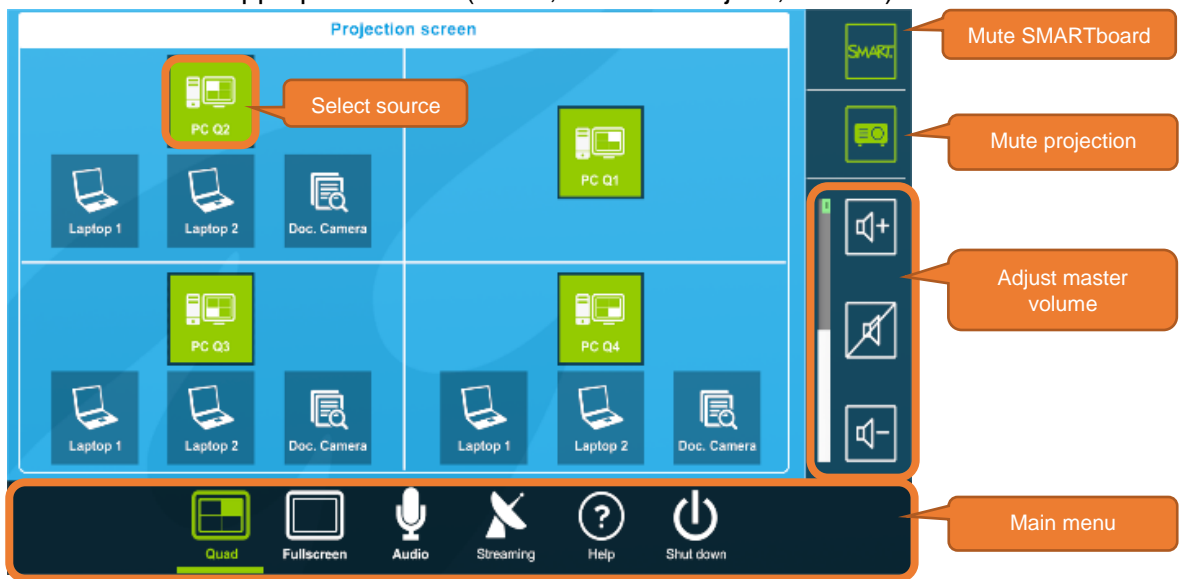 Projection screen
SMART
Mute SMARTboard
PC Q2
Select source
Mute projection
PC Q1
Laptop 1
Laptop 2
Doc. Camera
Adjust master
volume
PC Q3
PC Q4
Laptop 1
Laptop 2
Doc. Camera
Laptop 1
Laptop 2
Doc. Camera
Quad
Fullscreen
Audio
Streaming
?
Help
Shut down
Main menu